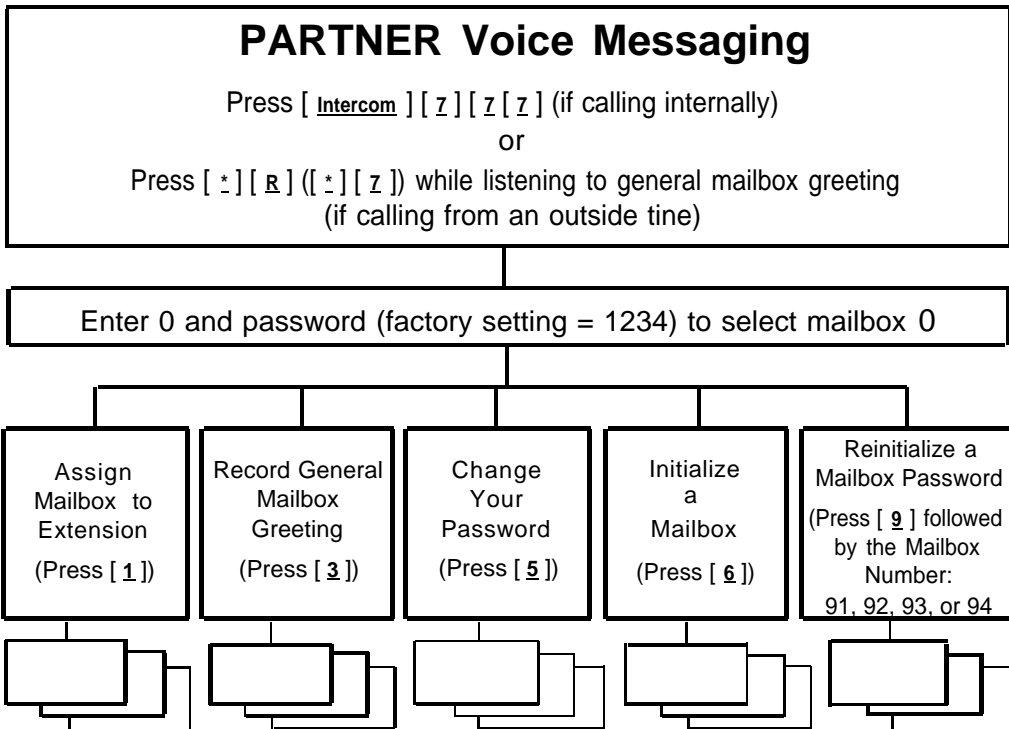 PARTNER Voice Messaging
Press [ Intercom ] [ 7 ] [ 7 [ 7 ] (if calling internally)
or
Press [ * ] [ R ] ([ * ] [ 7 ]) while listening to general mailbox greeting
(if calling from an outside tine)
Enter 0 and password (factory setting = 1234) to select mailbox 0
Assign
Mailbox to
Extension
(Press [ 1 ])
Record General
Mailbox
Greeting
(Press [ 3 ])
Change
Your
Password
(Press [ 5 ])
Initialize
a
Mailbox
(Press [ 6 ])
Reinitialize a
Mailbox Password
(Press [ 9 ] followed
by the Mailbox
Number:
91, 92, 93, or 94